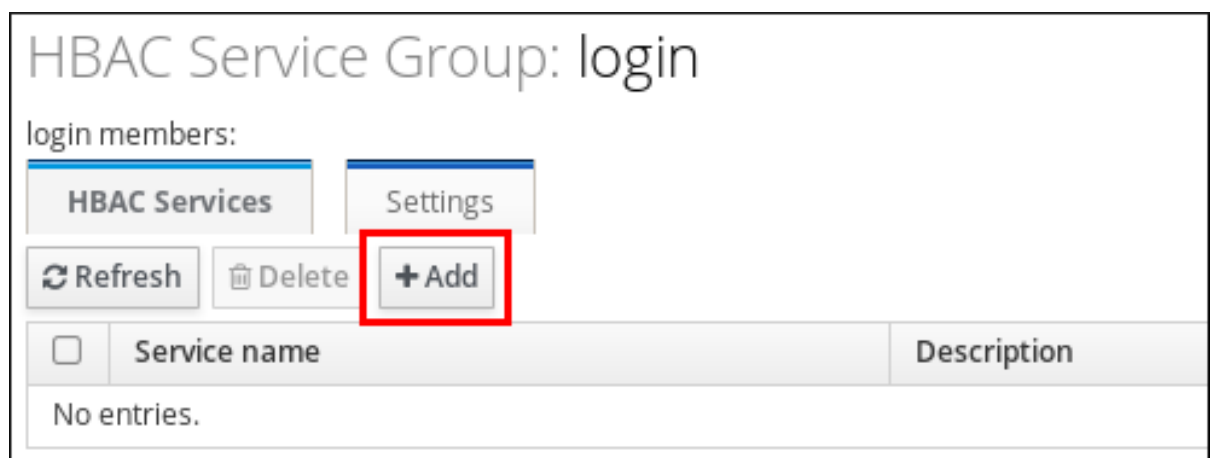 HBAC Service Group: login
login members:
HBAC Services Settings
Refresh Delete + Add
Service name Description
No entries.